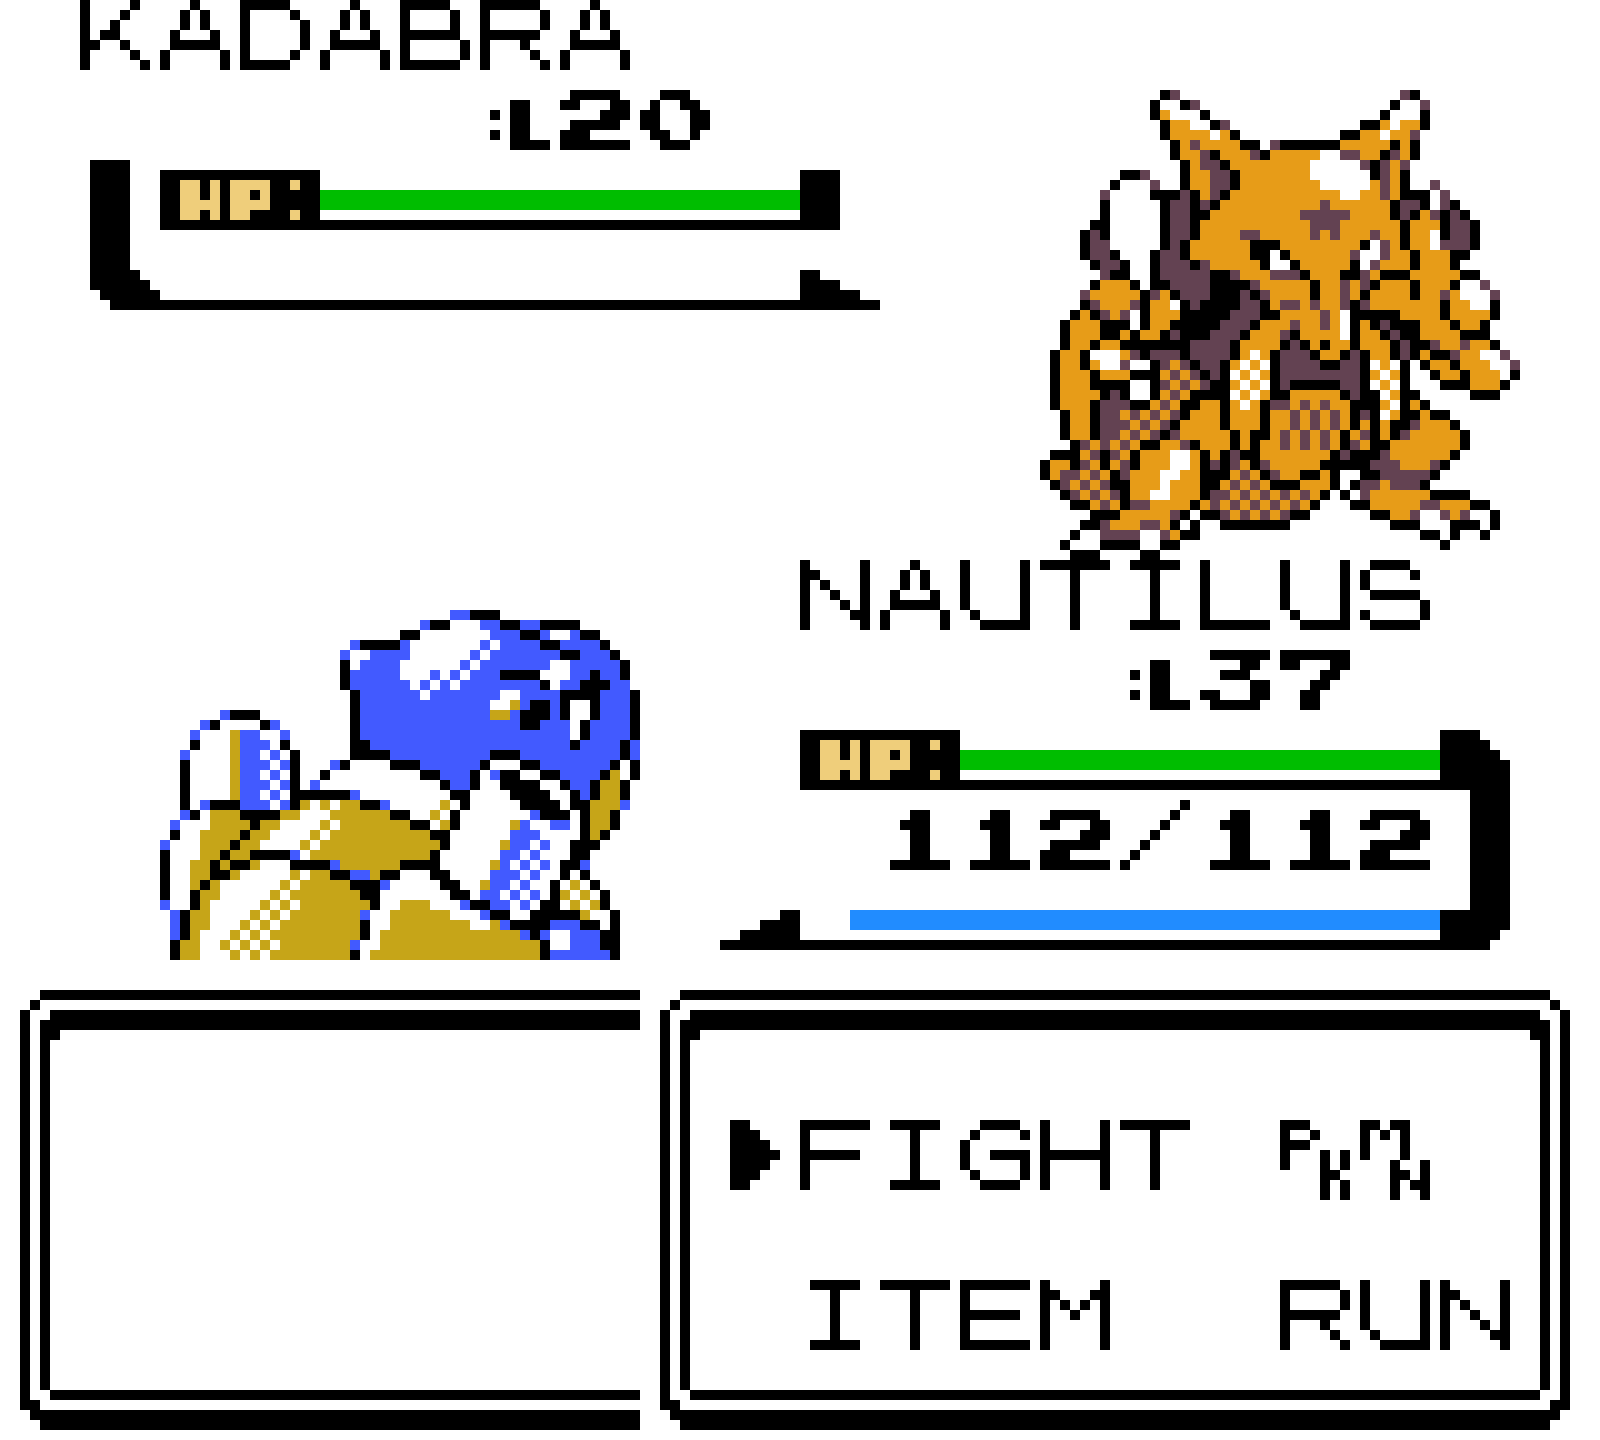 KADABRA
:L20
HP:
NAUTILUS
:L37
HP:
112/112
FIGHT PKMN
ITEM RUN